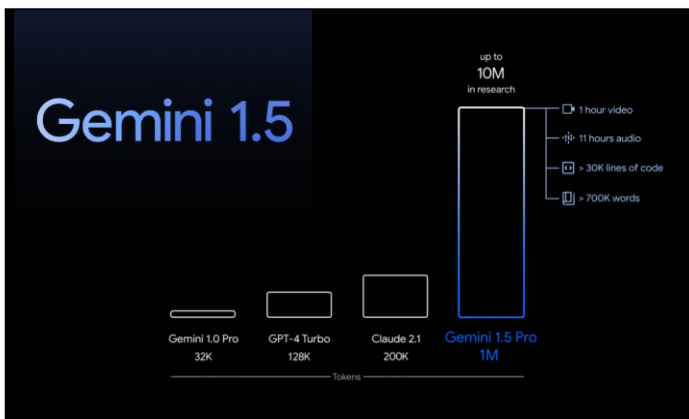 Gemini 1.5
up to
10M
in research
1 hour video
11 hours audio
> 30K lines of code
> 700K words
Gemini 1.0 Pro
32K
GPT-4 Turbo
128K
Claude 2.1
200K
Gemini 1.5 Pro
1M
Tokens